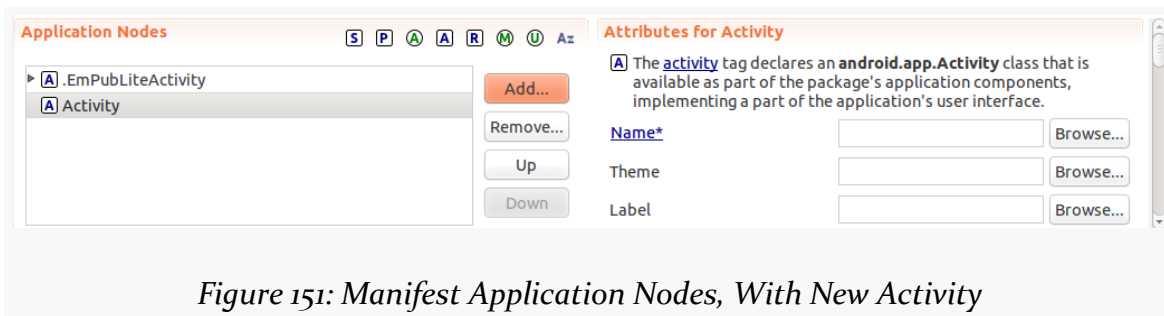 Application Nodes
S P A A R M U Az
.EmPubLiteActivity
A Activity
Add...
Remove...
Up
Down
Attributes for Activity
A The activity tag declares an android.app.Activity class that is
available as part of the package's application components,
implementing a part of the application's user interface.
Name* Browse...
Theme Browse...
Label Browse...
Figure 151: Manifest Application Nodes, With New Activity